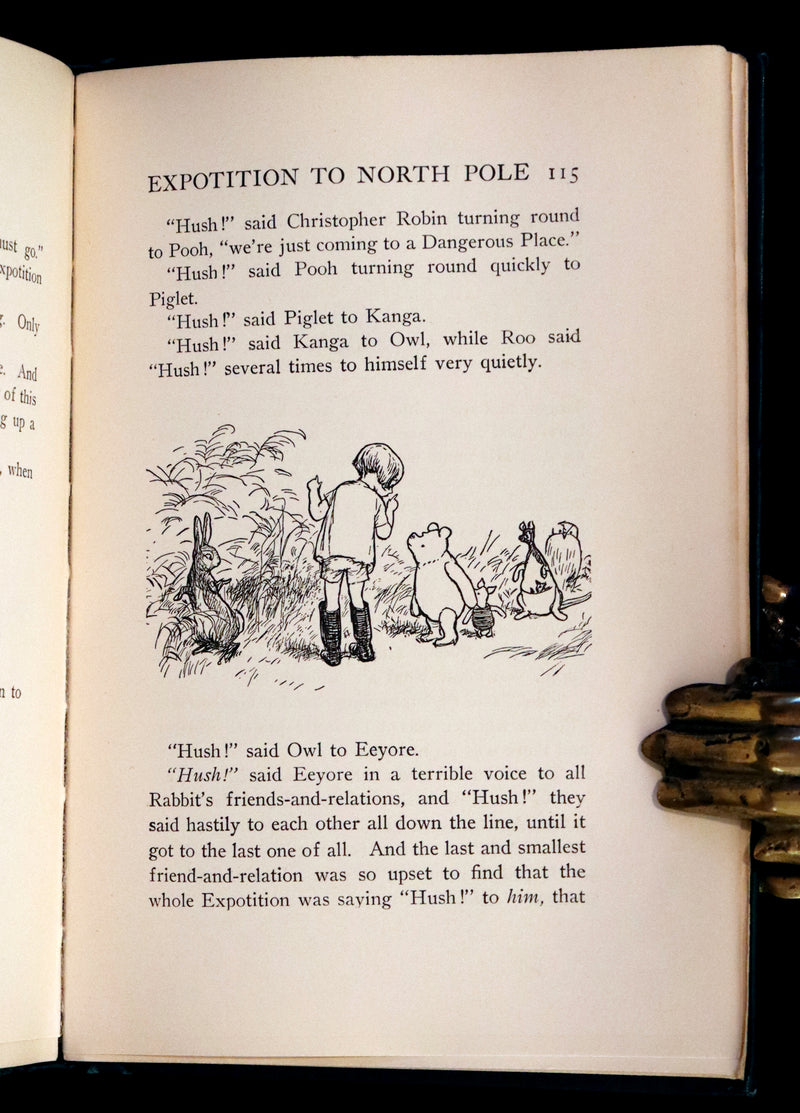 ust go."
xpotition
Only
And
of this
g up a
, when
n to
EXPOTITION TO NORTH POLE 115
"Hush!" said Christopher Robin turning round
to Pooh, "we're just coming to a Dangerous Place."
"Hush!" said Pooh turning round quickly to
Piglet.
"Hush!" said Piglet to Kanga.
"Hush!" said Kanga to Owl, while Roo said
"Hush!" several times to himself very quietly.
"Hush!" said Owl to Eeyore.
"Hush!" said Eeyore in a terrible voice to all
Rabbit's friends-and-relations, and "Hush!" they
said hastily to each other all down the line, until it
got to the last one of all. And the last and smallest
friend-and-relation was so upset to find that the
whole Expotition was saying "Hush!" to him, that